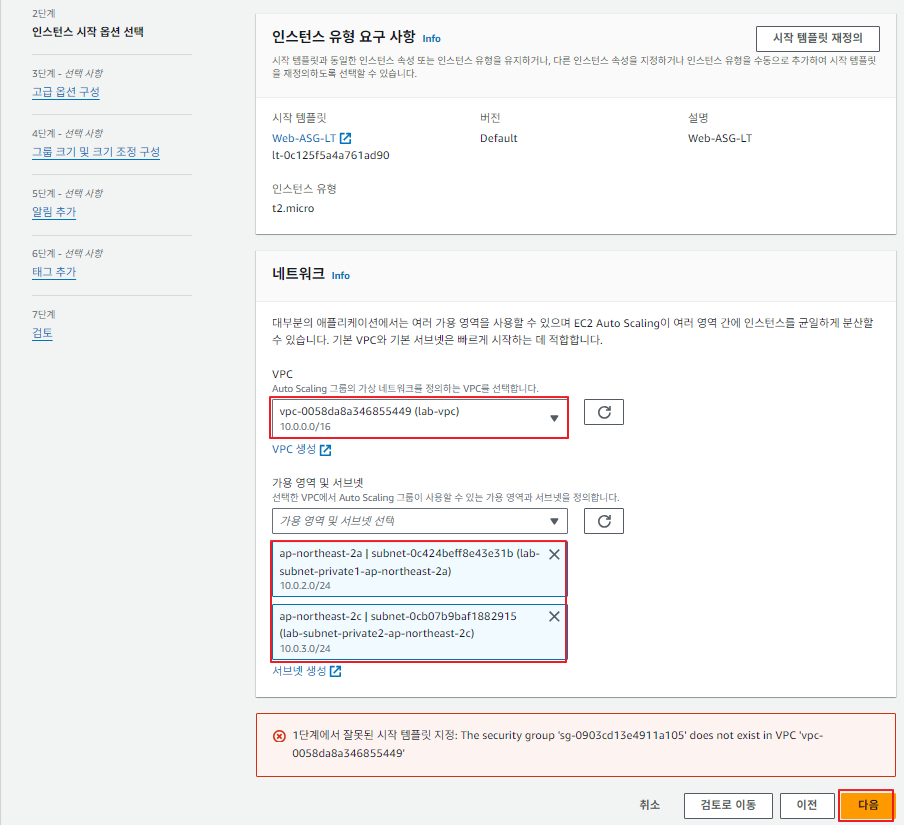 2단계
인스턴스 시작 옵션 선택
3단계 - 선택 사항
고급 옵션 구성
4단계 - 선택 사항
그룹 크기 및 크기 조정 구성
5단계 - 선택 사항
알림 추가
6단계 - 선택 사항
태그 추가
7단계
검토
인스턴스 유형 요구 사항 Info
시작 템플릿 재정의
시작 템플릿과 동일한 인스턴스 속성 또는 인스턴스 유형을 유지하거나, 다른 인스턴스 속성을 지정하거나 인스턴스 유형을 수동으로 추가하여 시작 템플릿
을 재정의하도록 선택할 수 있습니다.
시작 템플릿 버전 설명
Web-ASG-LT Default Web-ASG-LT
lt-0c125f5a4a761ad90
인스턴스 유형
t2.micro
네트워크 Info
대부분의 애플리케이션에서는 여러 가용 영역을 사용할 수 있으며 EC2 Auto Scaling이 여러 영역 간에 인스턴스를 균일하게 분산할
수 있습니다. 기본 VPC와 기본 서브넷은 빠르게 시작하는 데 적합합니다.
VPC
Auto Scaling 그룹의 가상 네트워크를 정의하는 VPC를 선택합니다.
vpc-0058da8a346855449 (lab-vpc)
10.0.0.0/16
VPC 생성
가용 영역 및 서브넷
선택한 VPC에서 Auto Scaling 그룹이 사용할 수 있는 가용 영역과 서브넷을 정의합니다.
가용 영역 및 서브넷 선택
ap-northeast-2a | subnet-0c424beff8e43e31b (lab-
subnet-private1-ap-northeast-2a)
10.0.2.0/24
ap-northeast-2c | subnet-0cb07b9baf1882915
(lab-subnet-private2-ap-northeast-2c)
10.0.3.0/24
서브넷 생성
1단계에서 잘못된 시작 템플릿 지정: The security group 'sg-0903cd13e4911a105' does not exist in VPC 'vpc-
0058da8a346855449'
취소 검토로 이동 이전 다음